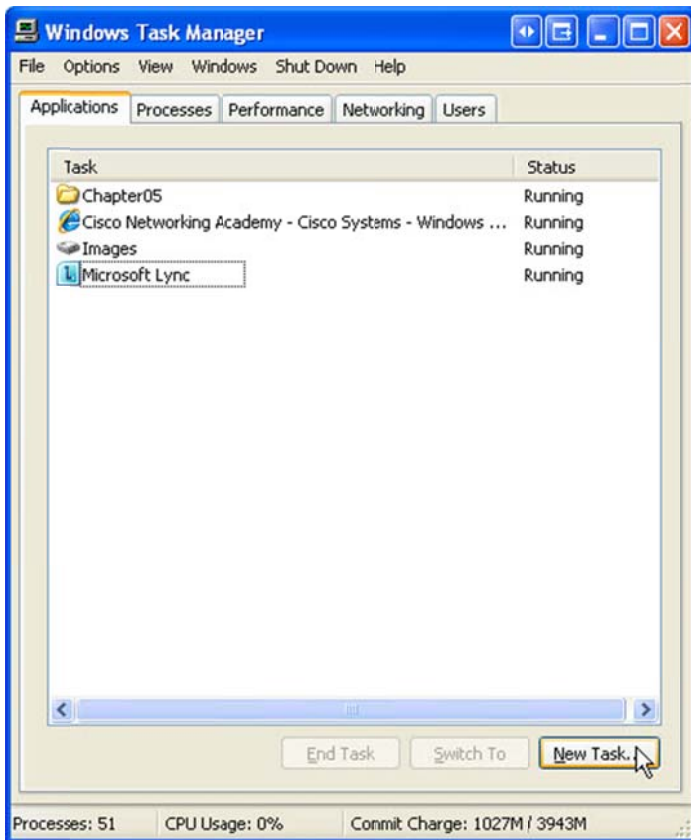 Windows Task Manager
File Options View Windows Shut Down Help
Applications Processes Performance Networking Users
Task Status
Chapter05 Running
Cisco Networking Academy - Cisco Systems - Windows ... Running
Images Running
Microsoft Lync Running
End Task Switch To New Task...
Processes: 51 CPU Usage: 0% Commit Charge: 1027M / 3943M